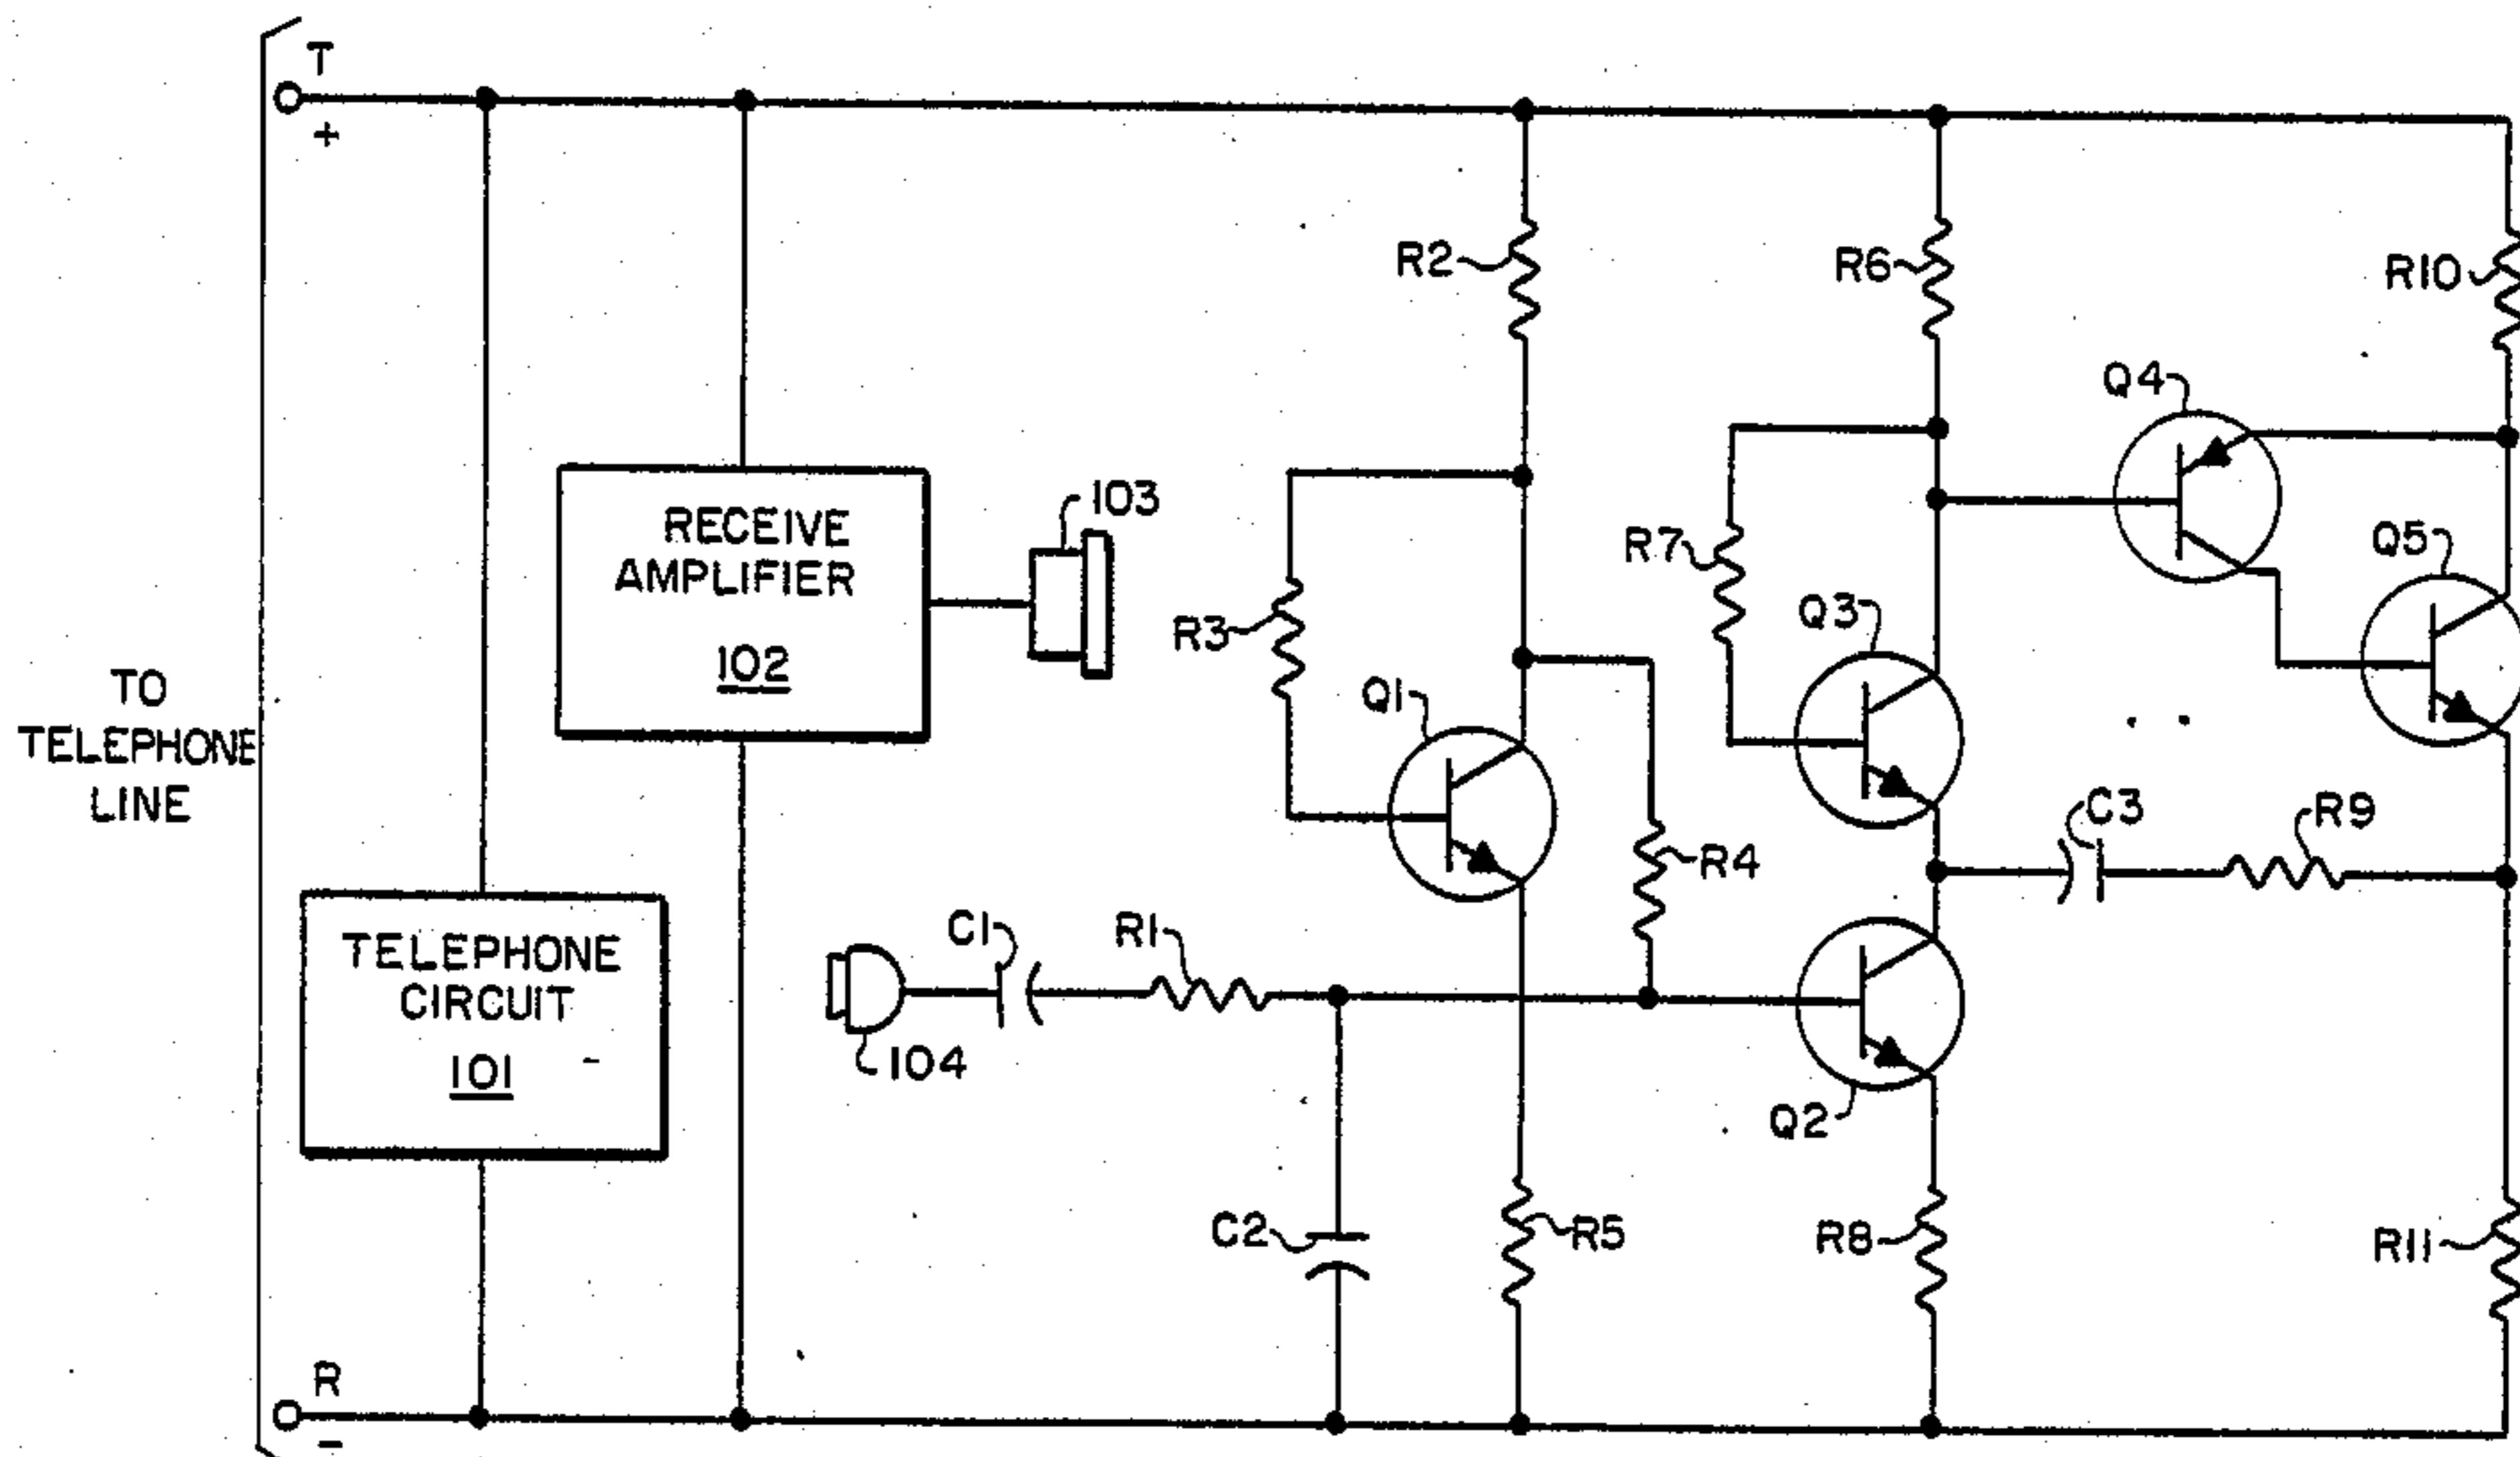 T
+
R2
R6
R10
Q4
RECEIVE
AMPLIFIER
102
103
R7
Q5
R3
Q3
Q1
TO
TELEPHONE
LINE
C3
R9
R4
TELEPHONE
CIRCUIT
101
C1
R1
104
Q2
C2
R5
R8
R11
R
-